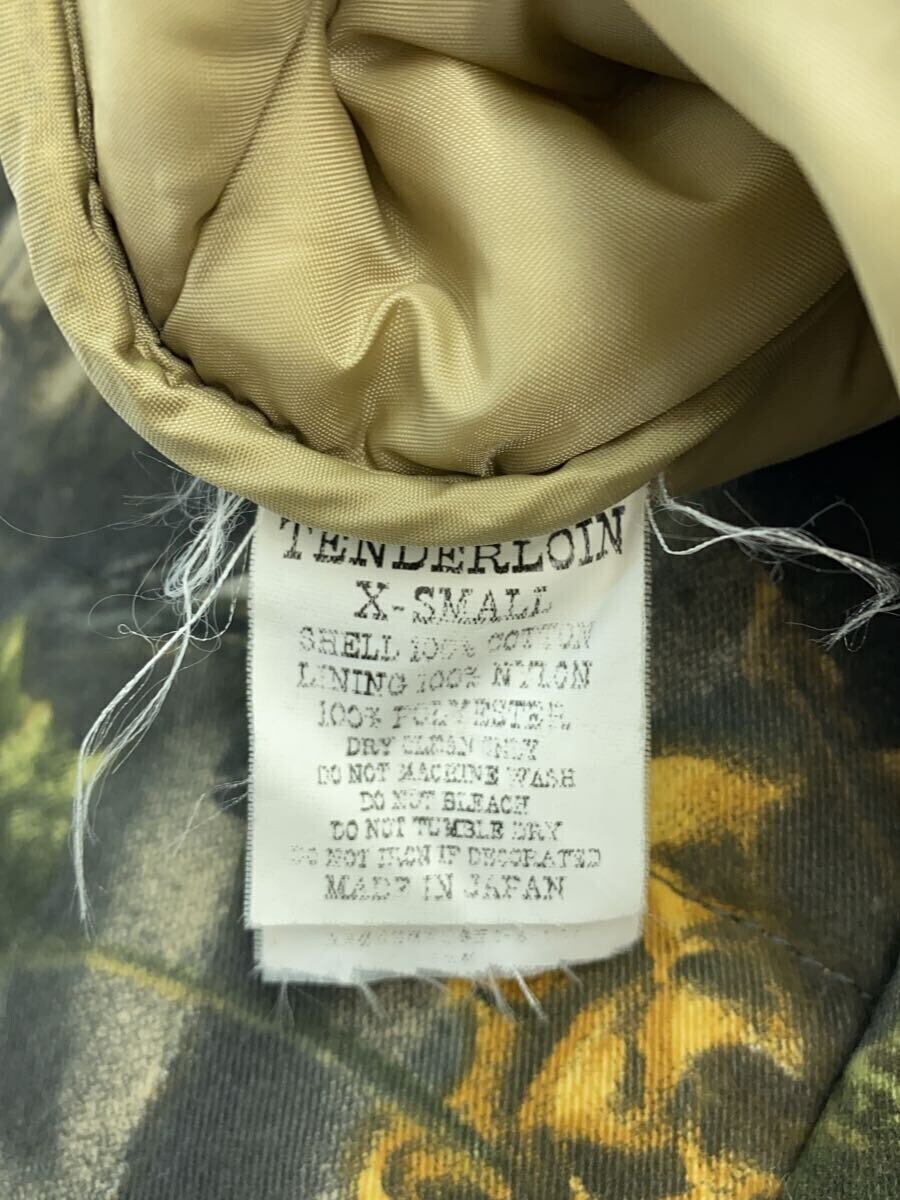 TENDERLOIN
X-SMALL
SHELL 100% COTTON
LINING 100% NYLON
100% POLYESTER
DRY CLEAN ONLY
DO NOT MACHINE WASH
DO NOT BLEACH
DO NOT TUMBLE DRY
DO NOT IRON IF DECORATED
MADE IN JAPAN